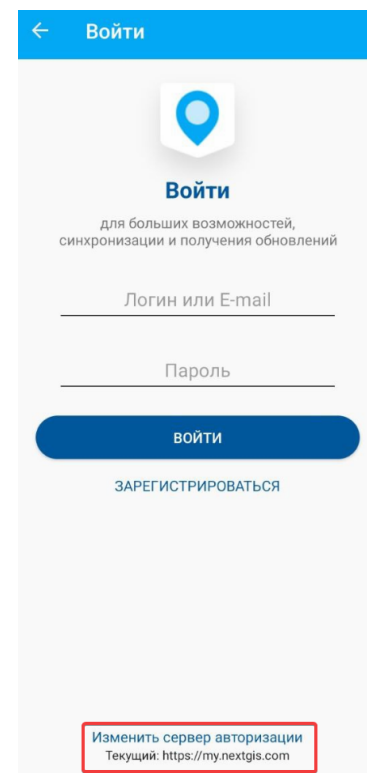 Войти
Войти
для больших возможностей,
синхронизации и получения обновлений
Логин или E-mail
Пароль
ВОЙТИ
ЗАРЕГИСТРИРОВАТЬСЯ
Изменить сервер авторизации
Текущий: https://my.nextgis.com